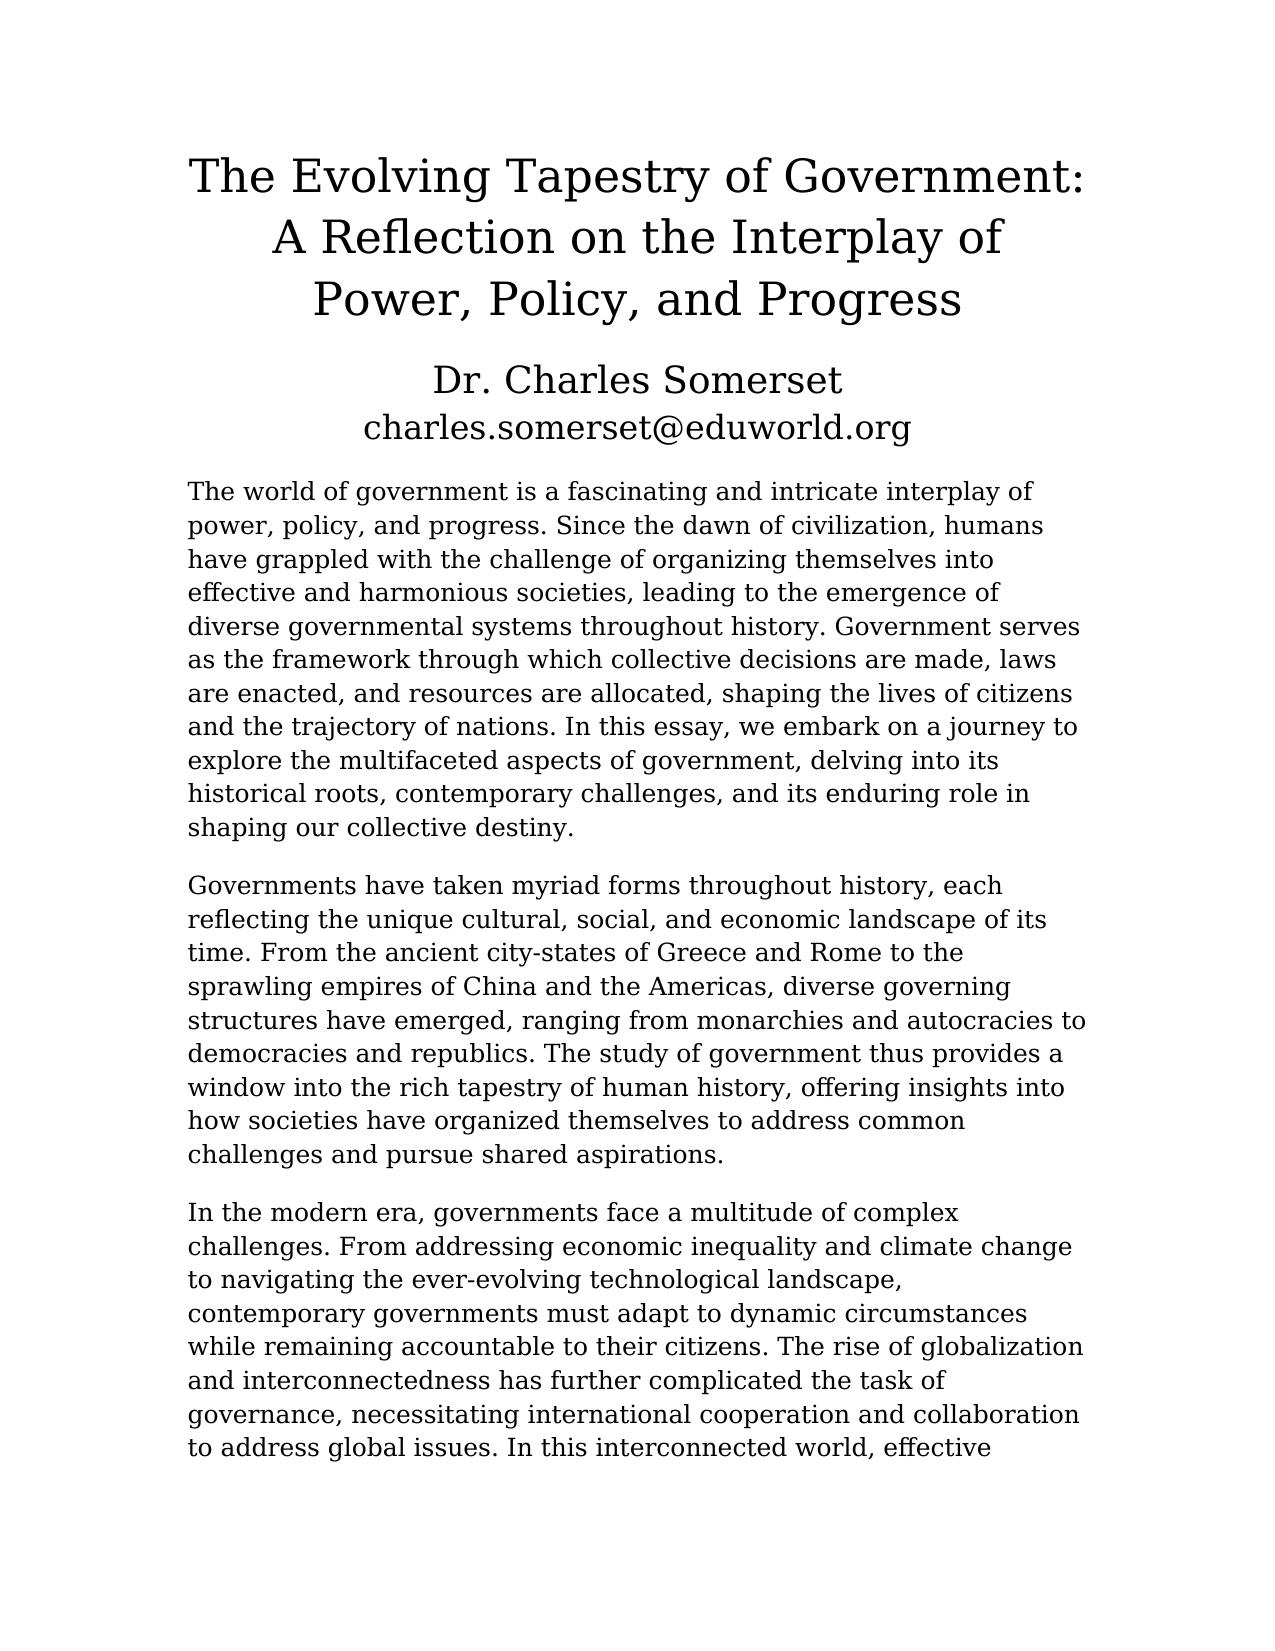 The Evolving Tapestry of Government:
A Reflection on the Interplay of
Power, Policy, and Progress
Dr. Charles Somerset
charles.somerset@eduworld.org
The world of government is a fascinating and intricate interplay of
power, policy, and progress. Since the dawn of civilization, humans
have grappled with the challenge of organizing themselves into
effective and harmonious societies, leading to the emergence of
diverse governmental systems throughout history. Government serves
as the framework through which collective decisions are made, laws
are enacted, and resources are allocated, shaping the lives of citizens
and the trajectory of nations. In this essay, we embark on a journey to
explore the multifaceted aspects of government, delving into its
historical roots, contemporary challenges, and its enduring role in
shaping our collective destiny.
Governments have taken myriad forms throughout history, each
reflecting the unique cultural, social, and economic landscape of its
time. From the ancient city-states of Greece and Rome to the
sprawling empires of China and the Americas, diverse governing
structures have emerged, ranging from monarchies and autocracies to
democracies and republics. The study of government thus provides a
window into the rich tapestry of human history, offering insights into
how societies have organized themselves to address common
challenges and pursue shared aspirations.
In the modern era, governments face a multitude of complex
challenges. From addressing economic inequality and climate change
to navigating the ever-evolving technological landscape,
contemporary governments must adapt to dynamic circumstances
while remaining accountable to their citizens. The rise of globalization
and interconnectedness has further complicated the task of
governance, necessitating international cooperation and collaboration
to address global issues. In this interconnected world, effective